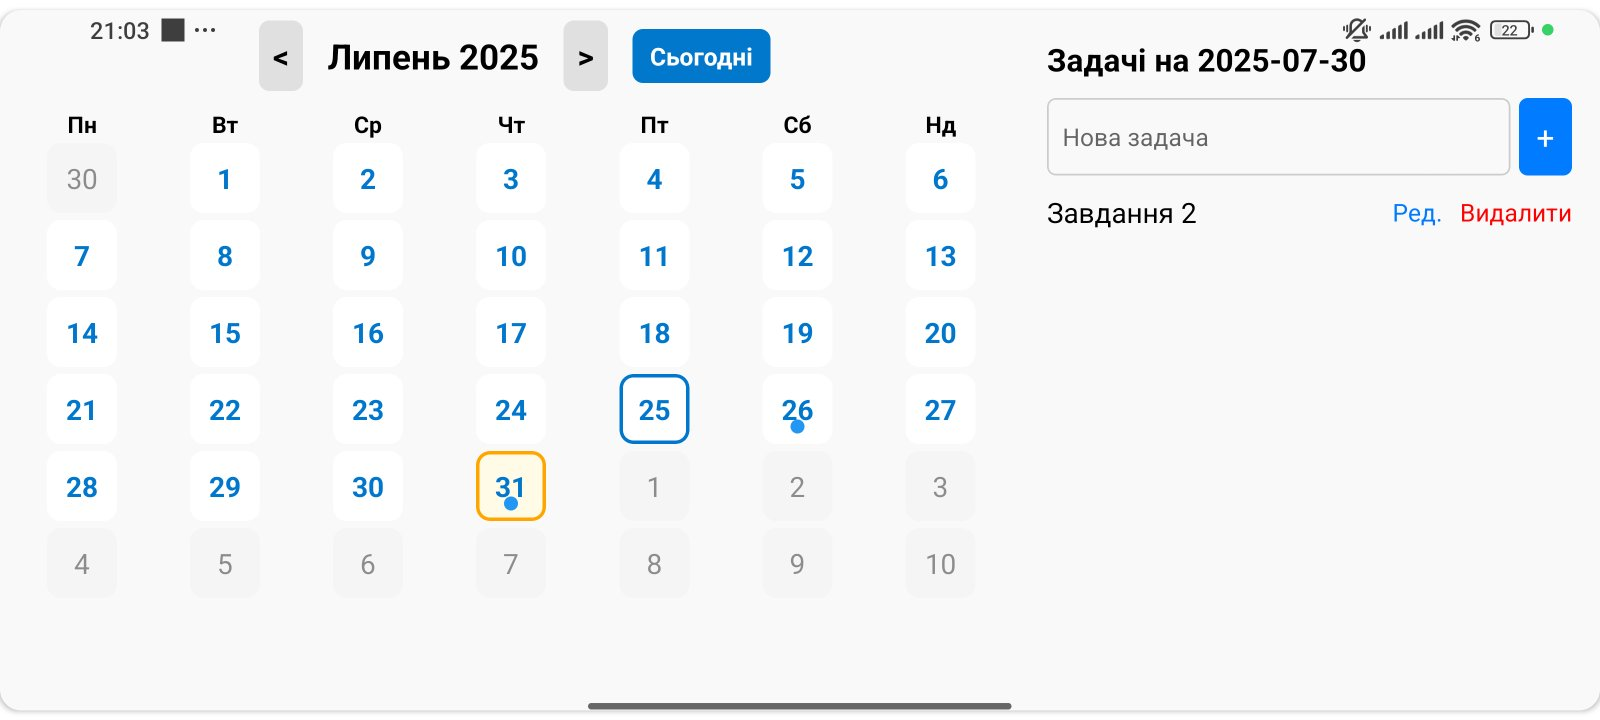 21:03 ...
22
< Липень 2025 > Сьогодні
Пн Вт Ср Чт Пт Сб Нд
30 1 2 3 4 5 6
7 8 9 10 11 12 13
14 15 16 17 18 19 20
21 22 23 24 25 26 27
28 29 30 31 1 2 3
4 5 6 7 8 9 10
Задачі на 2025-07-30
Нова задача +
Завдання 2 Ред. Видалити